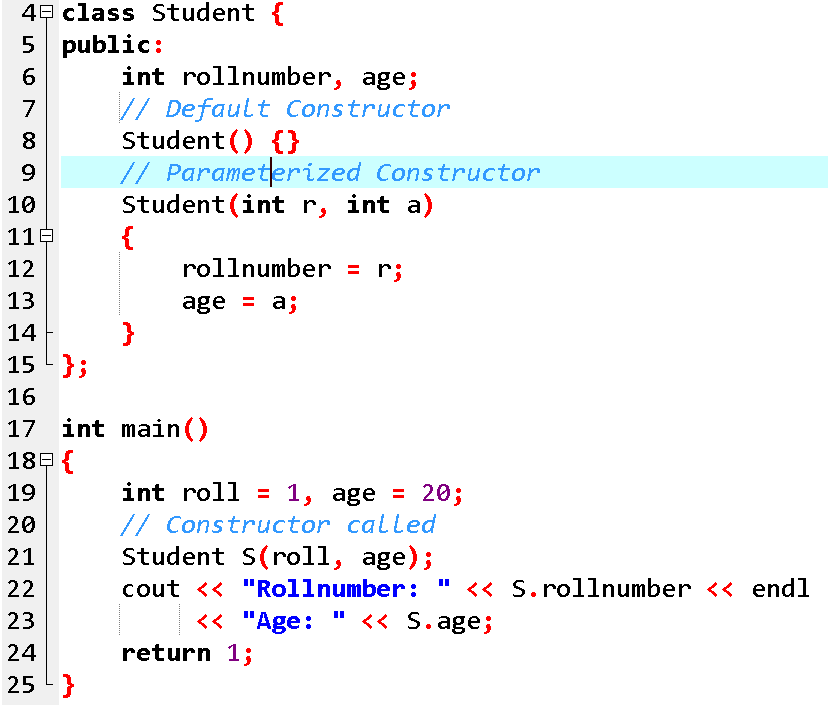 4 class Student {
5 public:
6     int rollnumber, age;
7     // Default Constructor
8     Student() {}
9     // Parameterized Constructor
10     Student(int r, int a)
11     {
12         rollnumber = r;
13         age = a;
14     }
15 };
16
17 int main()
18 {
19     int roll = 1, age = 20;
20     // Constructor called
21     Student S(roll, age);
22     cout << "Rollnumber: " << S.rollnumber << endl
23          << "Age: " << S.age;
24     return 1;
25 }